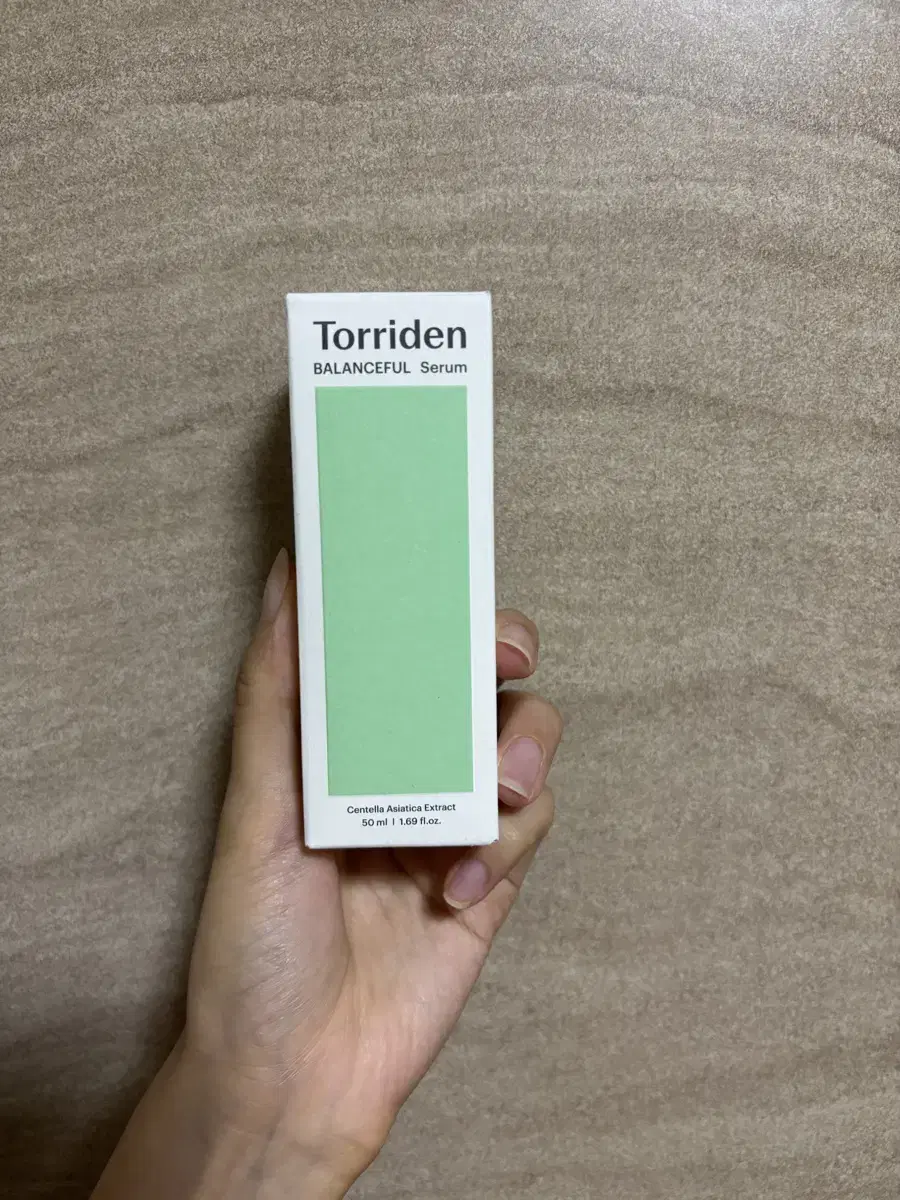 Torriden
BALANCEFUL Serum
Centella Asiatica Extract
50 ml | 1.69 fl.oz.